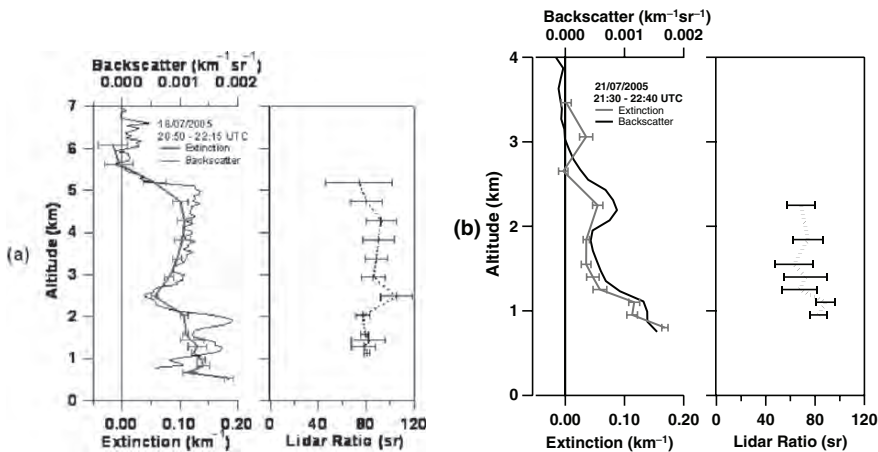 Backscatter (km⁻¹sr⁻¹)
0.000 0.001 0.002
7
6
5
4
3
2
1
0
Altitude (km)
18/07/2005
20:50 - 22:15 UTC
Extinction
Backscatter
(a)
0.00 0.10 0.20
Extinction (km⁻¹)
0 40 80 120
Lidar Ratio (sr)
Backscatter (km⁻¹sr⁻¹)
0.000 0.001 0.002
4
3
2
1
0
Altitude (km)
21/07/2005
21:30 - 22:40 UTC
Extinction
Backscatter
(b)
0.00 0.10 0.20
Extinction (km⁻¹)
0 40 80 120
Lidar Ratio (sr)